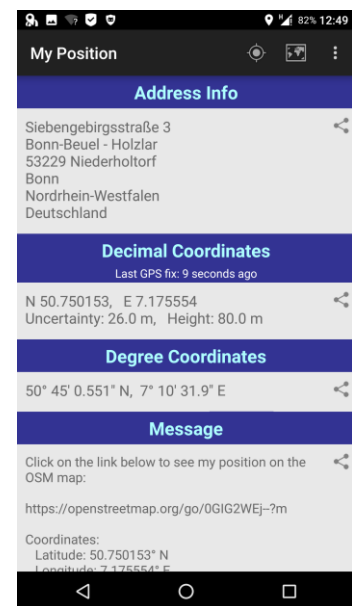 82% 12:49
My Position
Address Info
Siebengebirgsstraße 3
Bonn-Beuel - Holzlar
53229 Niederholtorf
Bonn
Nordrhein-Westfalen
Deutschland
Decimal Coordinates
Last GPS fix: 9 seconds ago
N 50.750153, E 7.175554
Uncertainty: 26.0 m, Height: 80.0 m
Degree Coordinates
50° 45' 0.551" N, 7° 10' 31.9" E
Message
Click on the link below to see my position on the
OSM map:
https://openstreetmap.org/go/0GIG2WEj--?m
Coordinates:
Latitude: 50.750153° N
Longitude: 7.175554° E